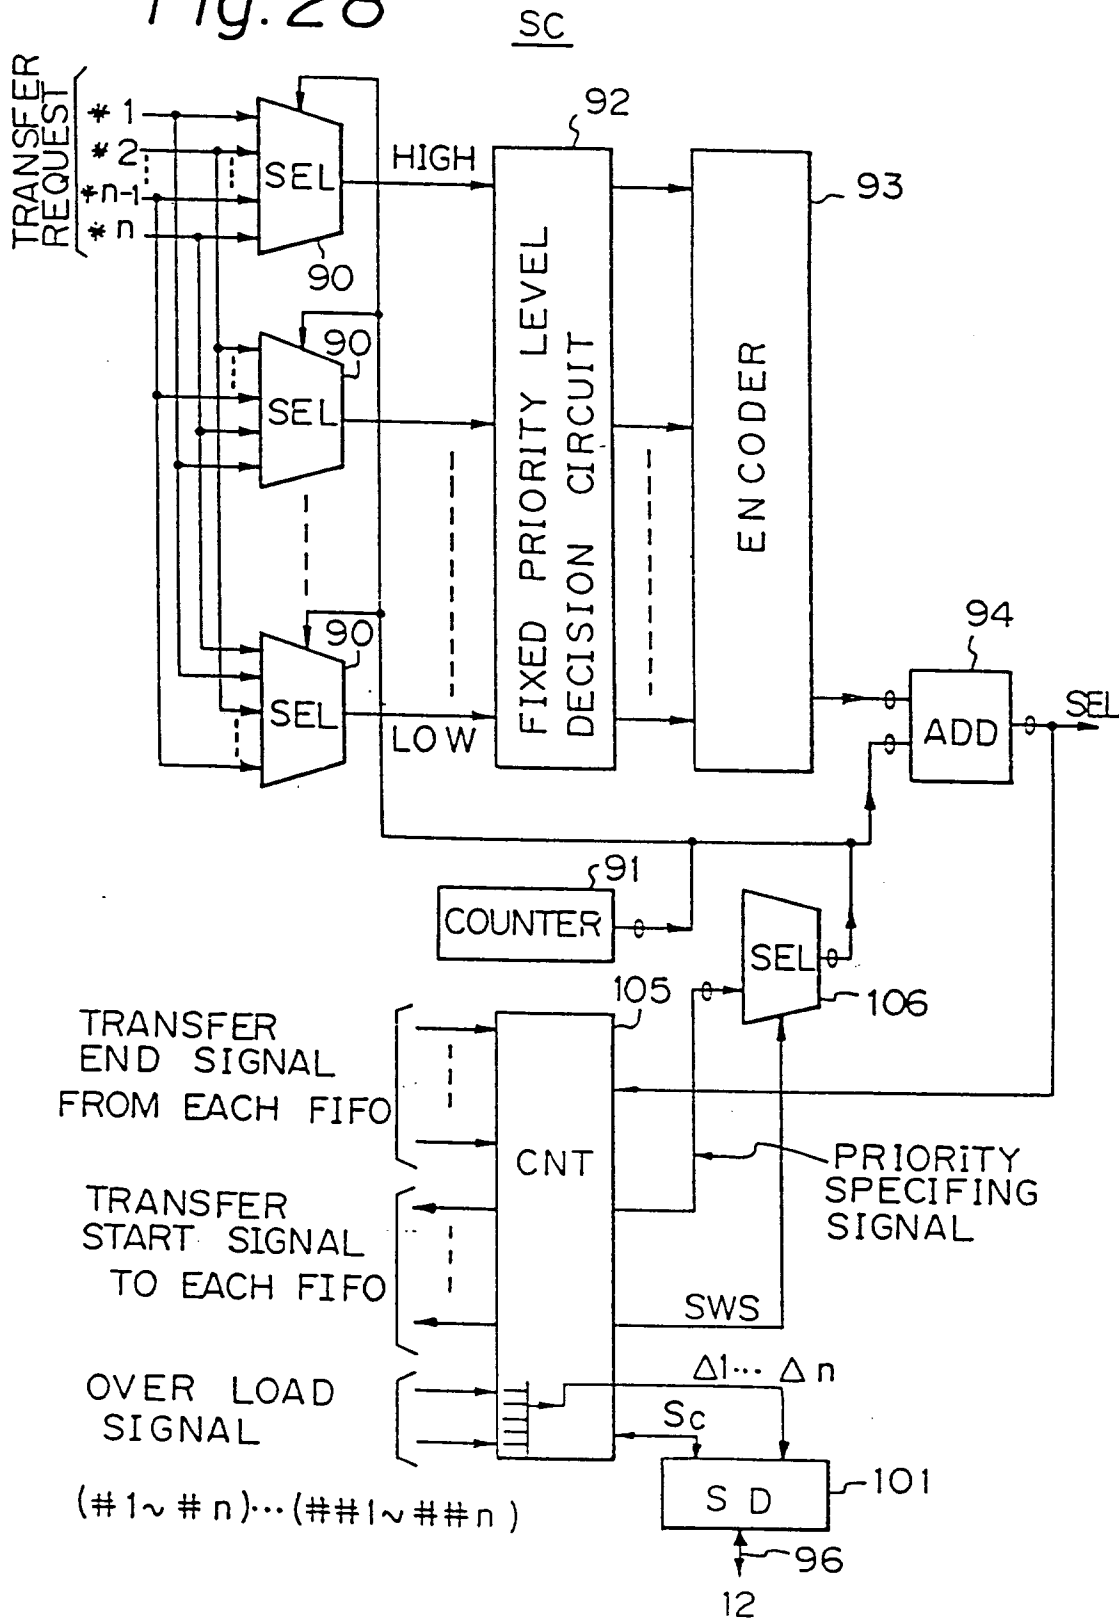 Fig. 28
SC
TRANSFER
REQUEST
* 1
* 2
*n-1
* n
SEL
90
HIGH
92
93
SEL
90
FIXED PRIORITY LEVEL
DECISION CIRCUIT
ENCODER
SEL
90
LOW
94
ADD
SEL
91
COUNTER
SEL
106
105
TRANSFER
END SIGNAL
FROM EACH FIFO
CNT
PRIORITY
SPECIFING
SIGNAL
TRANSFER
START SIGNAL
TO EACH FIFO
SWS
Δ1... Δn
OVER LOAD
SIGNAL
Sc
SD
101
(#1~#n)...(##1~##n)
96
12